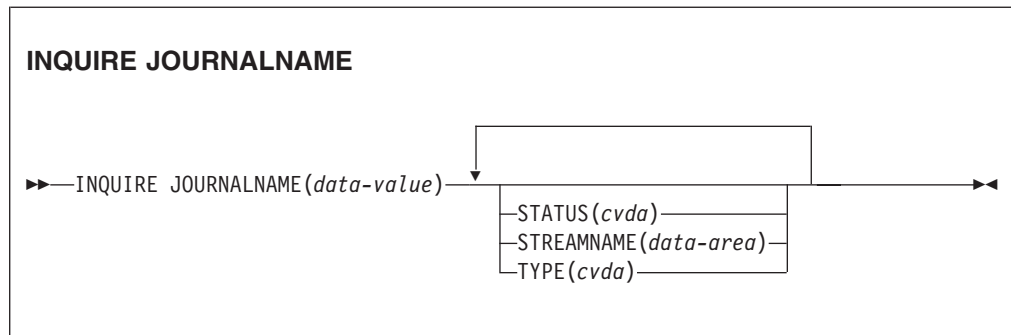 INQUIRE JOURNALNAME
INQUIRE JOURNALNAME(data-value)
STATUS(cvda)
STREAMNAME(data-area)
TYPE(cvda)